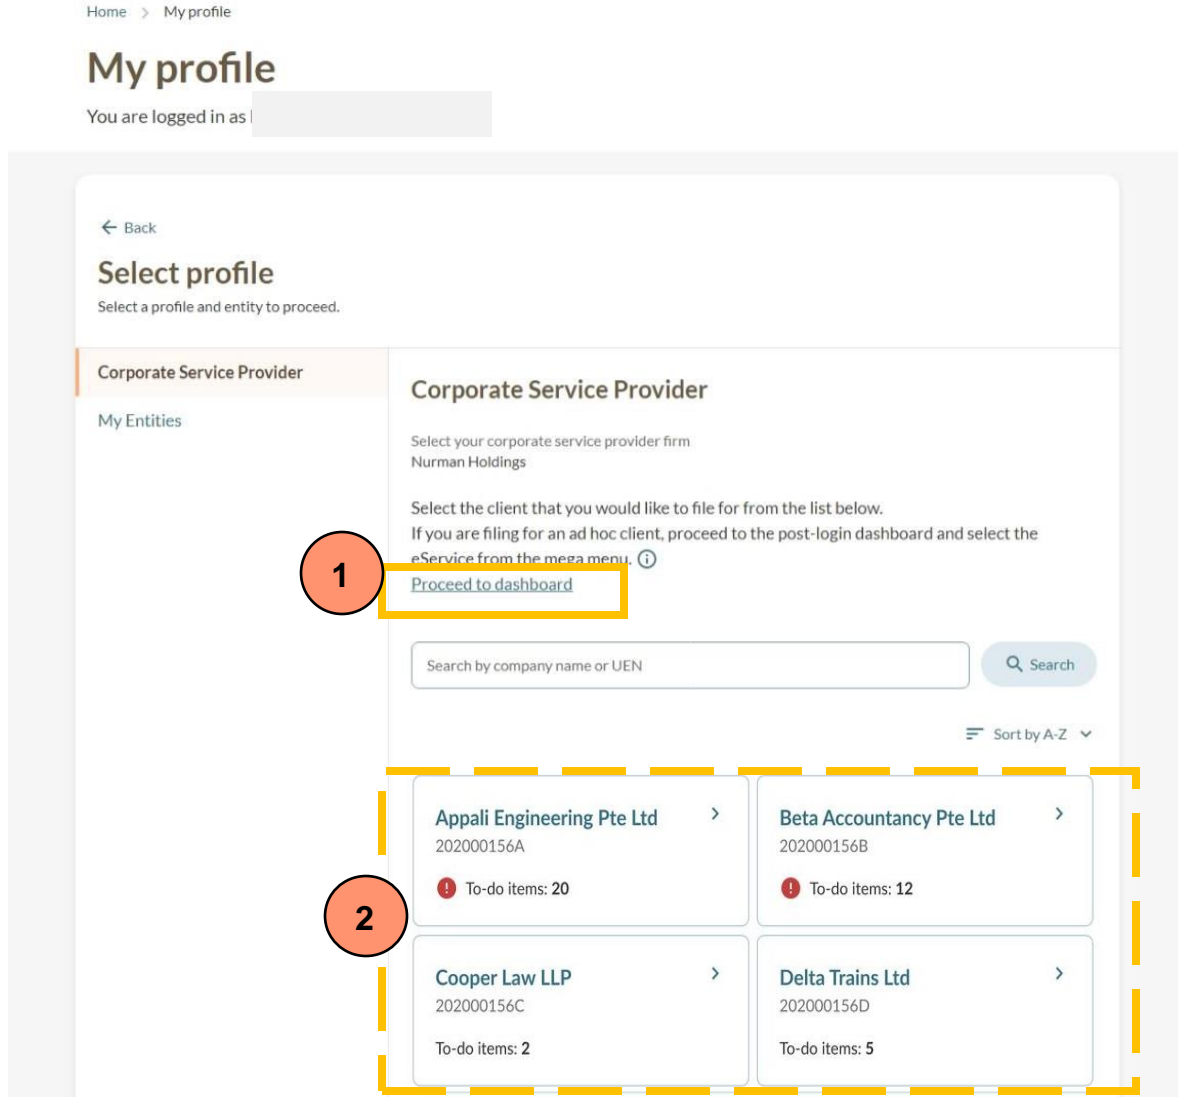 Home > My profile
My profile
You are logged in as
← Back
Select profile
Select a profile and entity to proceed.
Corporate Service Provider
My Entities
Corporate Service Provider
Select your corporate service provider firm
Nurman Holdings
Select the client that you would like to file for from the list below.
If you are filing for an ad hoc client, proceed to the post-login dashboard and select the
eService from the mega menu.
1
Proceed to dashboard
Search by company name or UEN
Search
Sort by A-Z
Appali Engineering Pte Ltd
202000156A
To-do items: 20
Beta Accountancy Pte Ltd
202000156B
To-do items: 12
2
Cooper Law LLP
202000156C
To-do items: 2
Delta Trains Ltd
202000156D
To-do items: 5